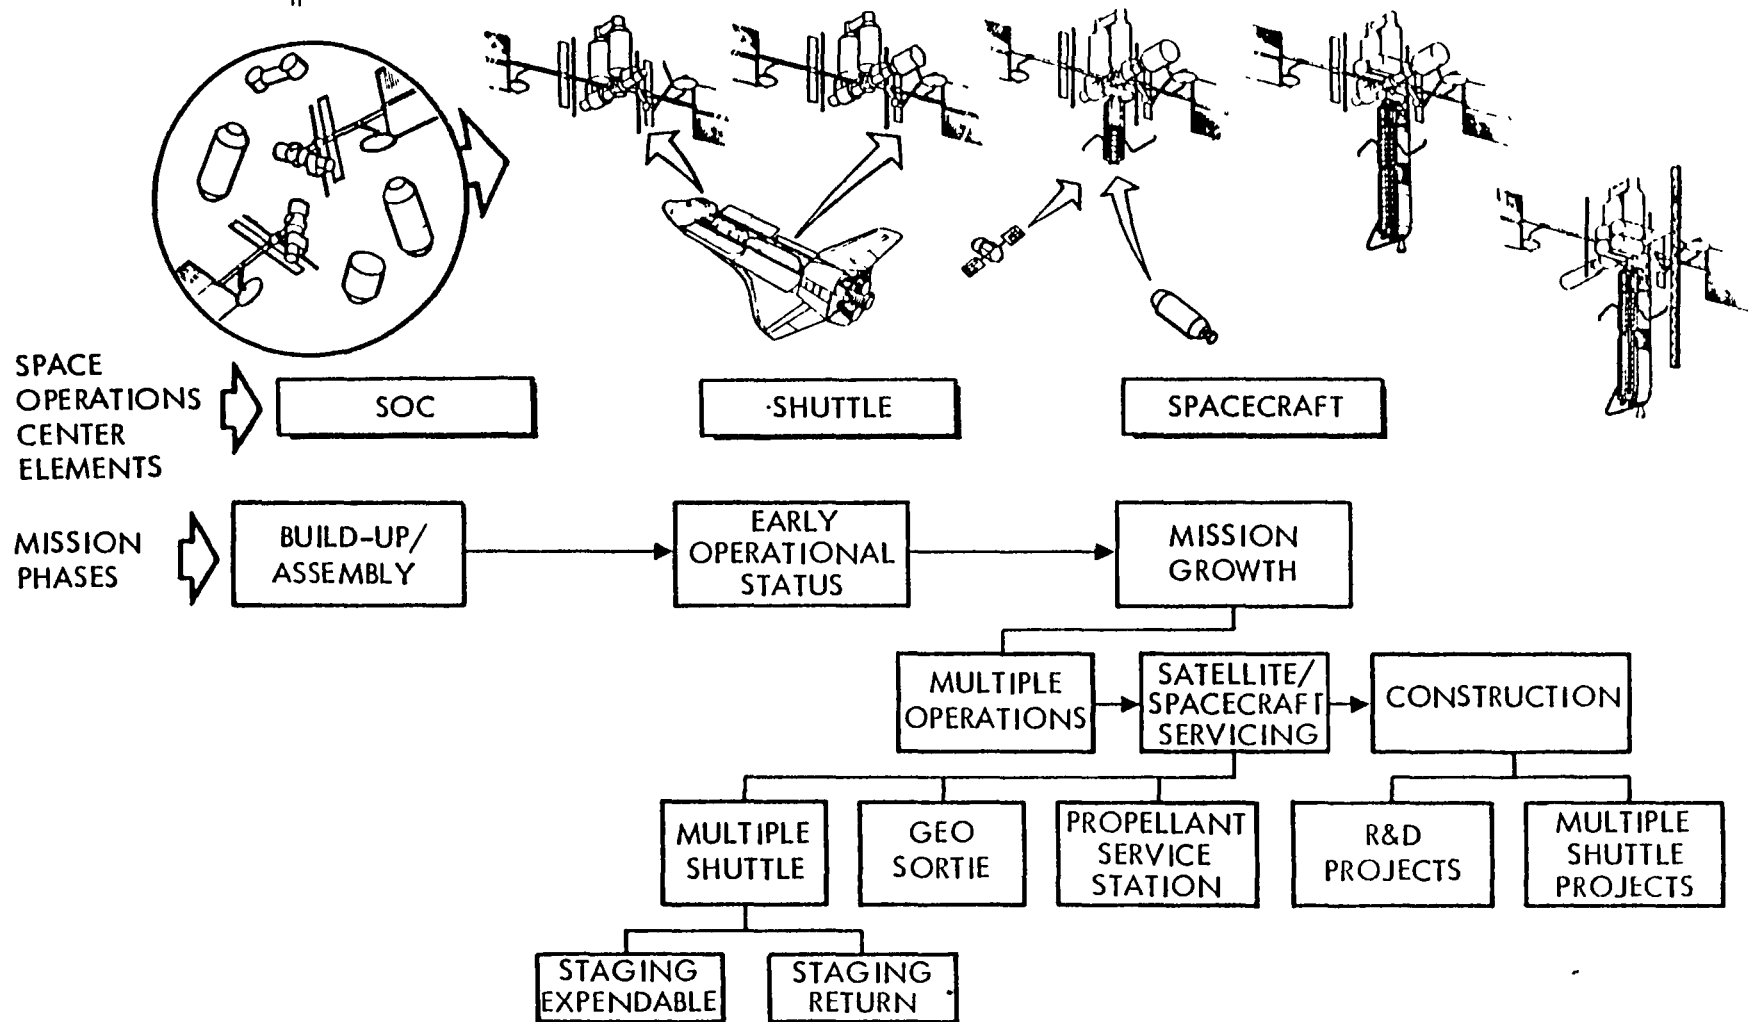 SPACE
OPERATIONS
CENTER
ELEMENTS
SOC
SHUTTLE
SPACECRAFT
MISSION
PHASES
BUILD-UP/
ASSEMBLY
EARLY
OPERATIONAL
STATUS
MISSION
GROWTH
MULTIPLE
OPERATIONS
SATELLITE/
SPACECRAFT
SERVICING
CONSTRUCTION
MULTIPLE
SHUTTLE
GEO
SORTIE
PROPELLANT
SERVICE
STATION
R&D
PROJECTS
MULTIPLE
SHUTTLE
PROJECTS
STAGING
EXPENDABLE
STAGING
RETURN